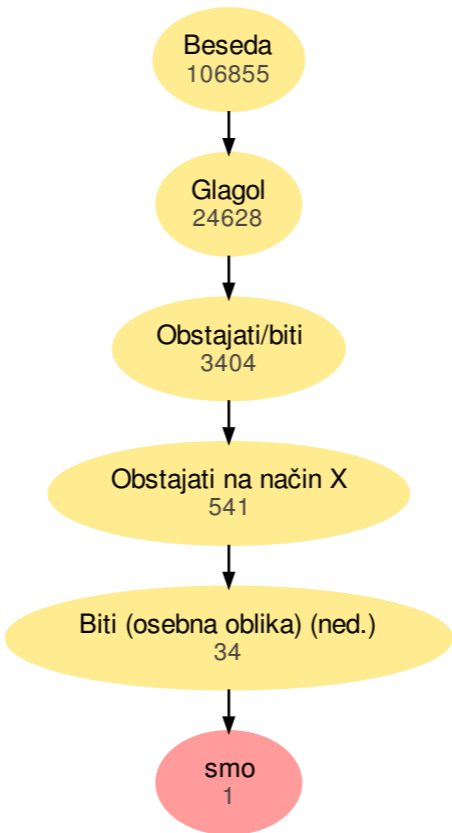 Beseda
106855
Glagol
24628
Obstajati/biti
3404
Obstajati na način X
541
Biti (osebna oblika) (ned.)
34
smo
1